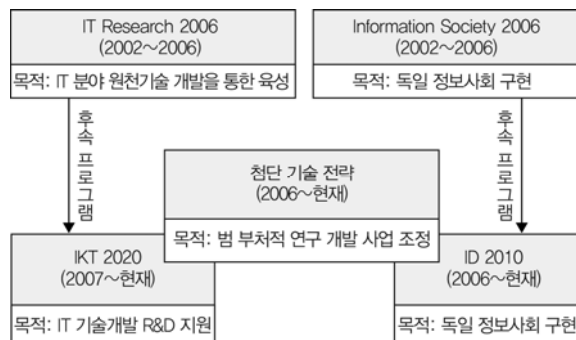 IT Research 2006
(2002～2006)
목적: IT 분야 원천기술 개발을 통한 육성
Information Society 2006
(2002～2006)
목적: 독일 정보사회 구현
후속 프로그램
후속 프로그램
첨단 기술 전략
(2006～현재)
목적: 범 부처적 연구 개발 사업 조정
IKT 2020
(2007～현재)
목적: IT 기술개발 R&D 지원
ID 2010
(2006～현재)
목적: 독일 정보사회 구현